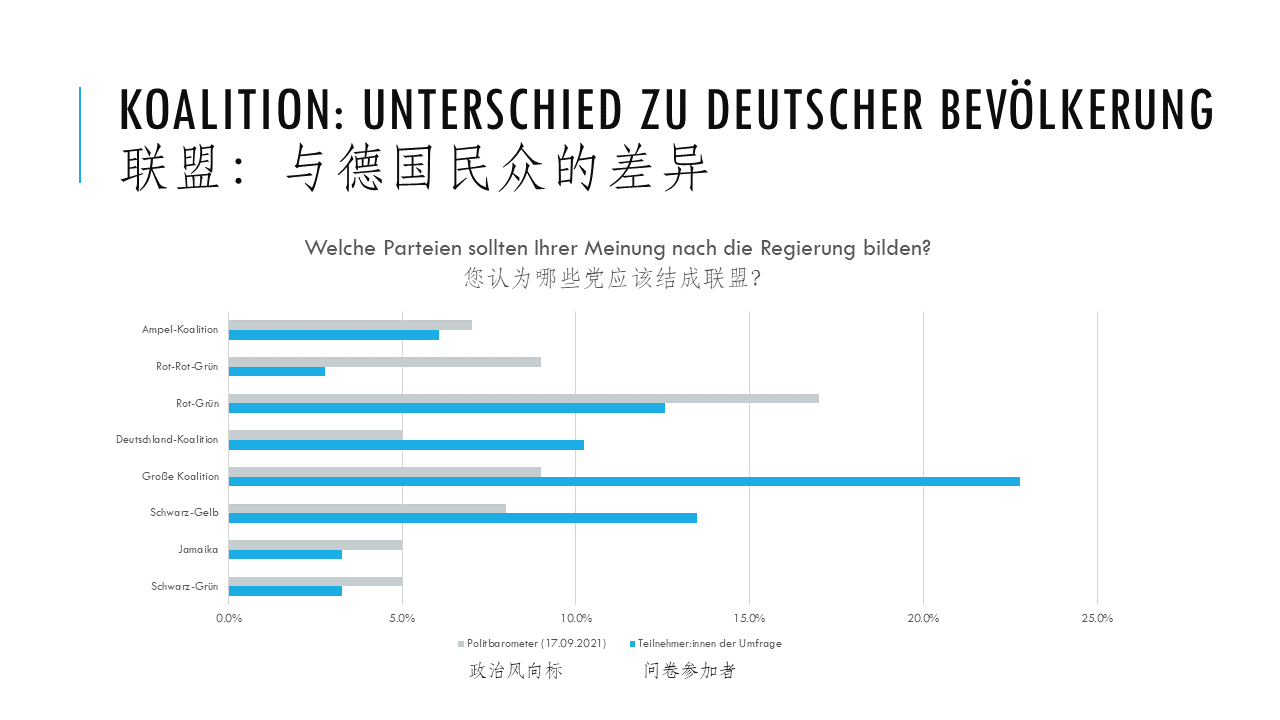 KOALITION: UNTERSCHIED ZU DEUTSCHER BEVÖLKERUNG
联盟：与德国民众的差异
Welche Parteien sollten Ihrer Meinung nach die Regierung bilden?
您认为哪些党应该结成联盟?
Ampel-Koalition
Rot-Rot-Grün
Rot-Grün
Deutschland-Koalition
Große Koalition
Schwarz-Gelb
Jamaika
Schwarz-Grün
0.0% 5.0% 10.0% 15.0% 20.0% 25.0%
Politbarometer (17.09.2021) Teilnehmer:innen der Umfrage
政治风向标 问卷参加者